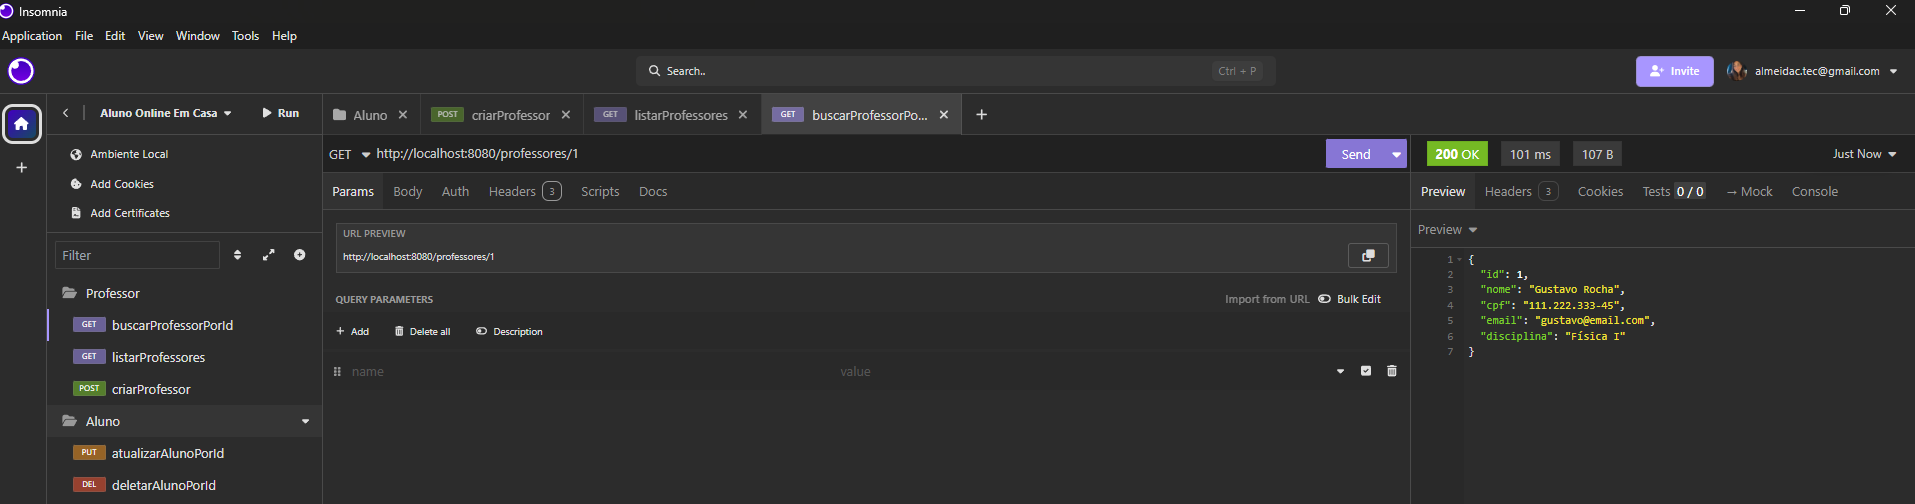 Insomnia
Application File Edit View Window Tools Help
Search.. Ctrl + P Invite almeidac.tec@gmail.com
Aluno Online Em Casa Run
Aluno POST criarProfessor GET listarProfessores GET buscarProfessorPo...
Ambiente Local
Add Cookies
Add Certificates
Filter
Professor
GET buscarProfessorPorId
GET listarProfessores
POST criarProfessor
Aluno
PUT atualizarAlunoPorId
DEL deletarAlunoPorId
GET http://localhost:8080/professores/1 Send
Params Body Auth Headers 3 Scripts Docs
URL PREVIEW
http://localhost:8080/professores/1
QUERY PARAMETERS Import from URL Bulk Edit
Add Delete all Description
name value
200 OK 101 ms 107 B Just Now
Preview Headers 3 Cookies Tests 0 / 0 → Mock Console
Preview
1 {
2 "id": 1,
3 "nome": "Gustavo Rocha",
4 "cpf": "111.222.333-45",
5 "email": "gustavo@email.com",
6 "disciplina": "Física I"
7 }